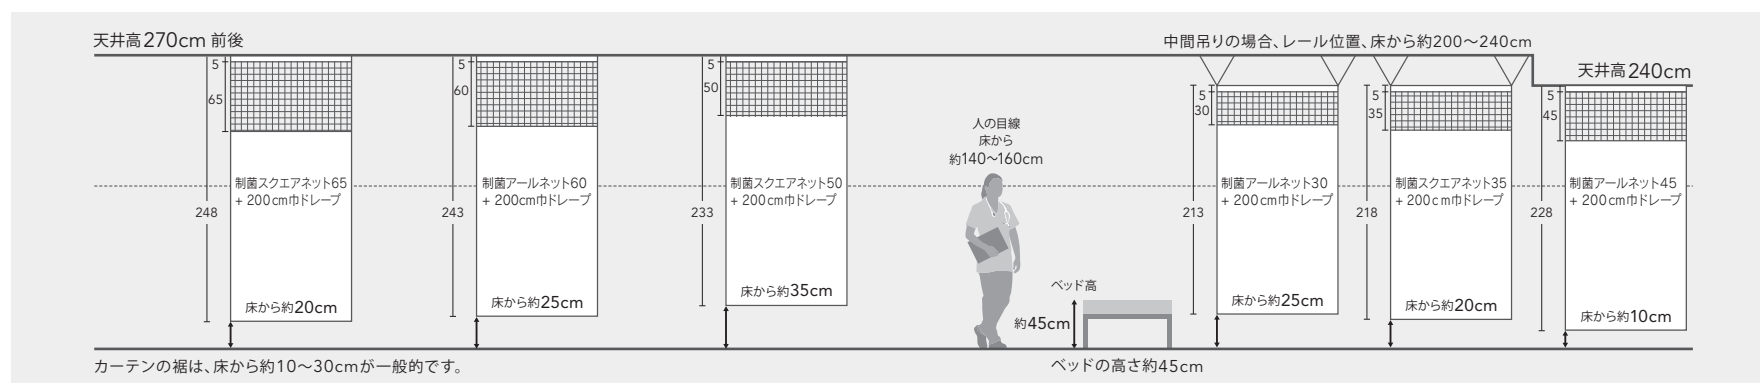 天井高270cm 前後
中間吊りの場合、レール位置、床から約200〜240cm
天井高240cm
5
65
248
制菌スクエアネット65
+ 200cm巾ドレープ
床から約20cm
5
60
243
制菌アールネット60
+ 200cm巾ドレープ
床から約25cm
5
50
233
制菌スクエアネット50
+ 200cm巾ドレープ
床から約35cm
人の目線
床から
約140〜160cm
ベッド高
約45cm
5
30
213
制菌アールネット30
+ 200cm巾ドレープ
床から約25cm
5
35
218
制菌スクエアネット35
+ 200cm巾ドレープ
床から約20cm
5
45
228
制菌アールネット45
+ 200cm巾ドレープ
床から約10cm
カーテンの裾は、床から約10〜30cmが一般的です。
ベッドの高さ約45cm